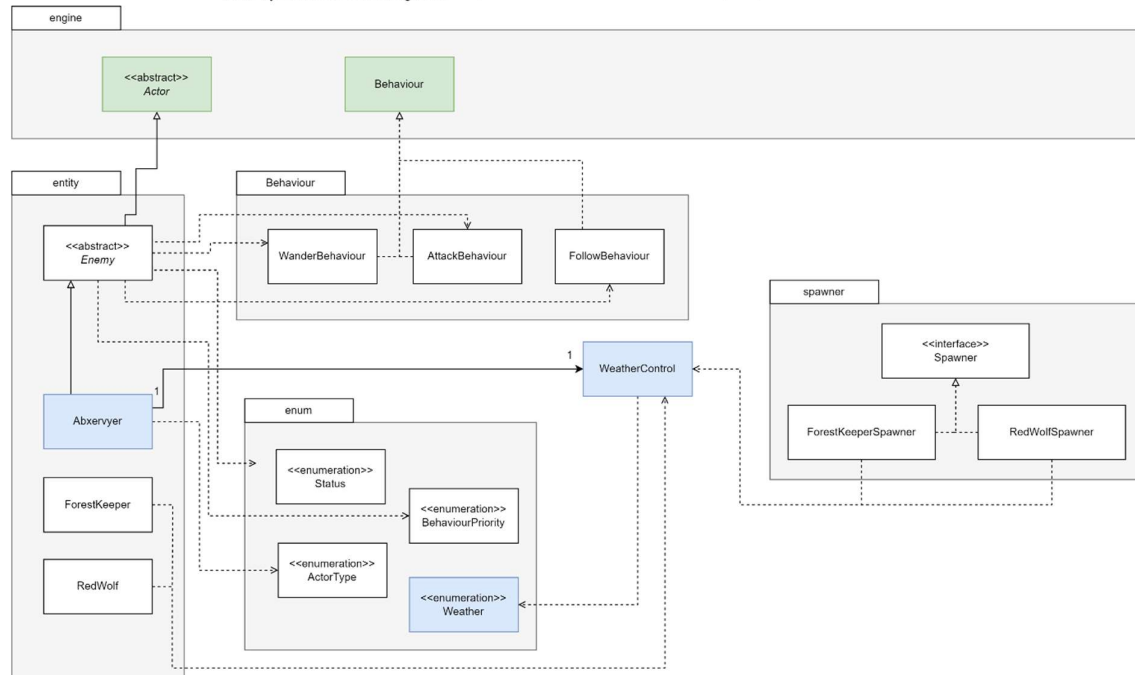 engine
<<abstract>>
Actor
Behaviour
entity
Behaviour
<<abstract>>
Enemy
WanderBehaviour
AttackBehaviour
FollowBehaviour
spawner
<<interface>>
Spawner
1
WeatherControl
1
Abxervyer
enum
ForestKeeperSpawner
RedWolfSpawner
<<enumeration>>
Status
ForestKeeper
<<enumeration>>
BehaviourPriority
<<enumeration>>
ActorType
RedWolf
<<enumeration>>
Weather